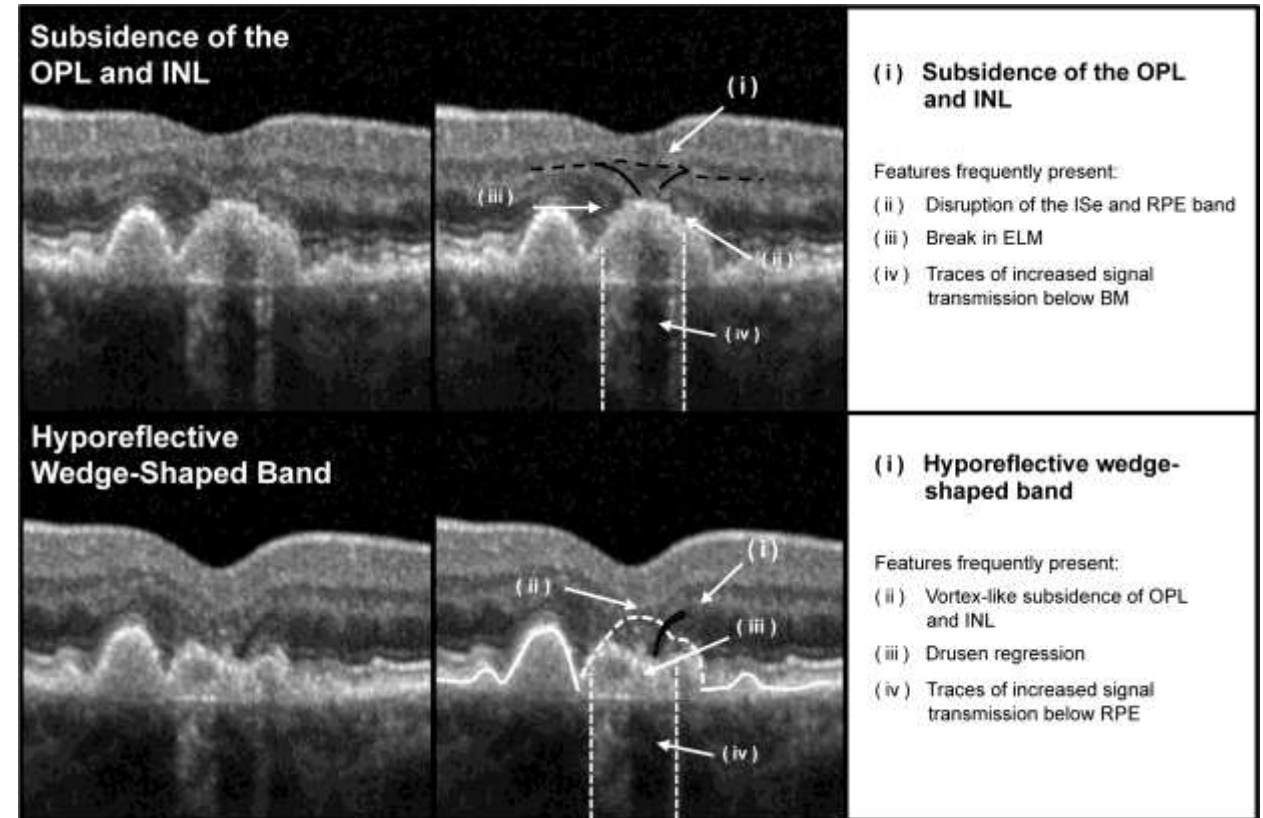 Subsidence of the
OPL and INL
(i)
(iii)
(ii)
(iv)
(i) Subsidence of the OPL
and INL
Features frequently present:
(ii) Disruption of the ISe and RPE band
(iii) Break in ELM
(iv) Traces of increased signal
transmission below BM
Hyporeflective
Wedge-Shaped Band
(i)
(ii)
(iii)
(iv)
(i) Hyporeflective wedge-
shaped band
Features frequently present:
(ii) Vortex-like subsidence of OPL
and INL
(iii) Drusen regression
(iv) Traces of increased signal
transmission below RPE